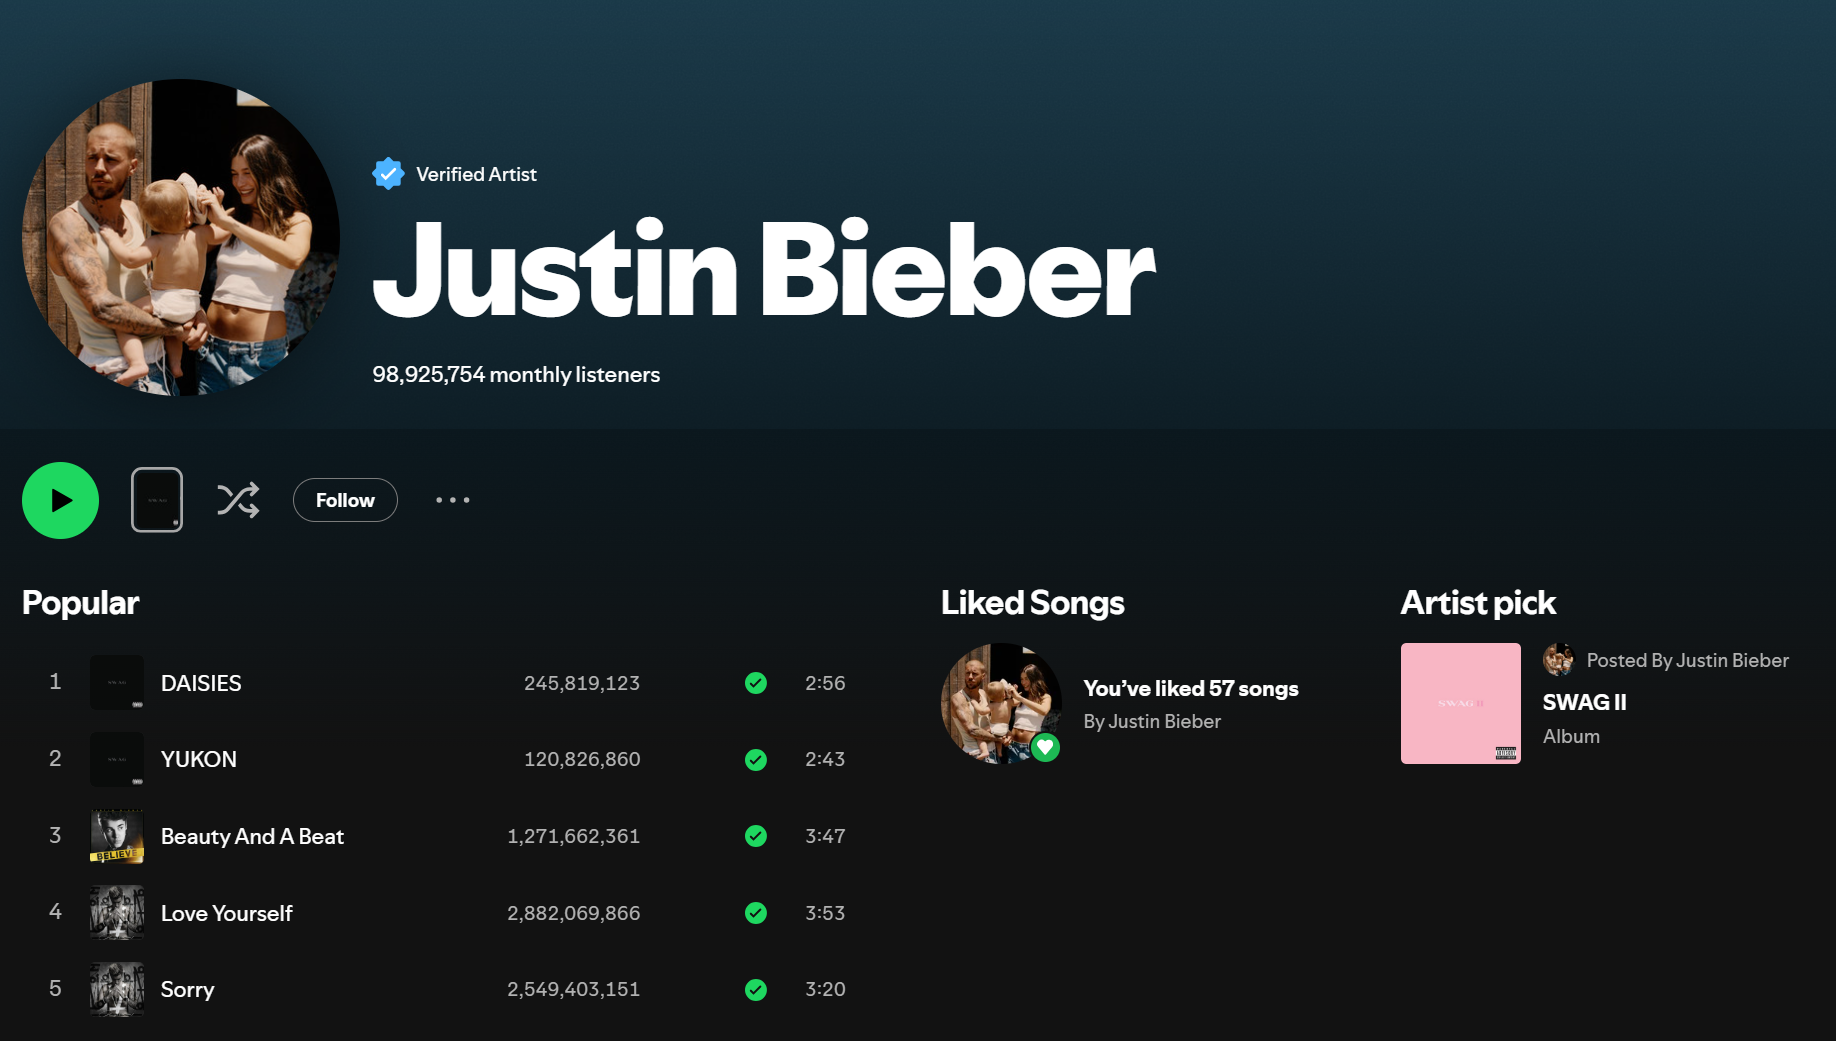 Verified Artist
Justin Bieber
98,925,754 monthly listeners
Follow
Popular
1 DAISIES 245,819,123 2:56
2 YUKON 120,826,860 2:43
3 Beauty And A Beat 1,271,662,361 3:47
BELIEVE
4 Love Yourself 2,882,069,866 3:53
5 Sorry 2,549,403,151 3:20
Liked Songs
You've liked 57 songs
By Justin Bieber
Artist pick
SWAG II
Posted By Justin Bieber
SWAG II
Album